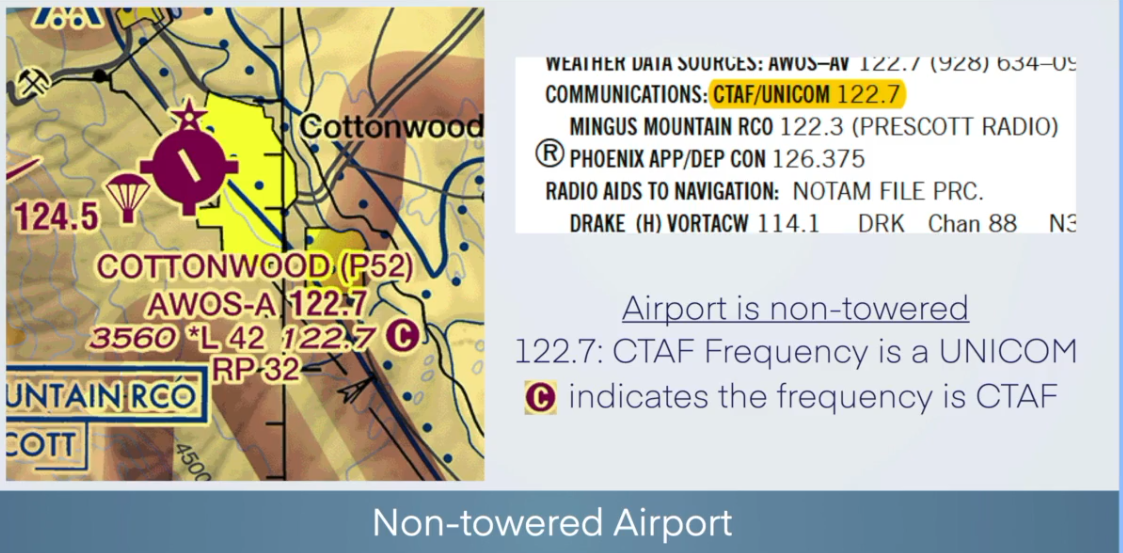 Cottonwood
124.5
COTTONWOOD (P52)
AWOS-A 122.7
3560 *L 42 122.7 C
RP 32
UNTAIN RCO
COTT
4500
WEATHER DATA SOURCES: AWOS–AV 122.7 (928) 634–09
COMMUNICATIONS: CTAF/UNICOM 122.7
MINGUS MOUNTAIN RCO 122.3 (PRESCOTT RADIO)
R PHOENIX APP/DEP CON 126.375
RADIO AIDS TO NAVIGATION: NOTAM FILE PRC.
DRAKE (H) VORTACW 114.1 DRK Chan 88 N3
Airport is non-towered
122.7: CTAF Frequency is a UNICOM
C indicates the frequency is CTAF
Non-towered Airport